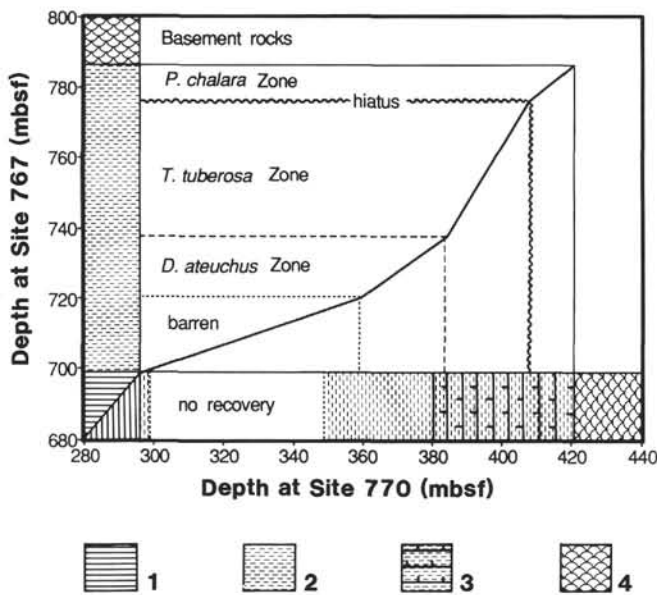 800
Basement rocks
780
P. chalara Zone
hiatus
760
T. tuberosa Zone
740
D. ateuchus Zone
720
barren
700
no recovery
680
Depth at Site 767 (mbsf)
280 300 320 340 360 380 400 420 440
Depth at Site 770 (mbsf)
1 2 3 4